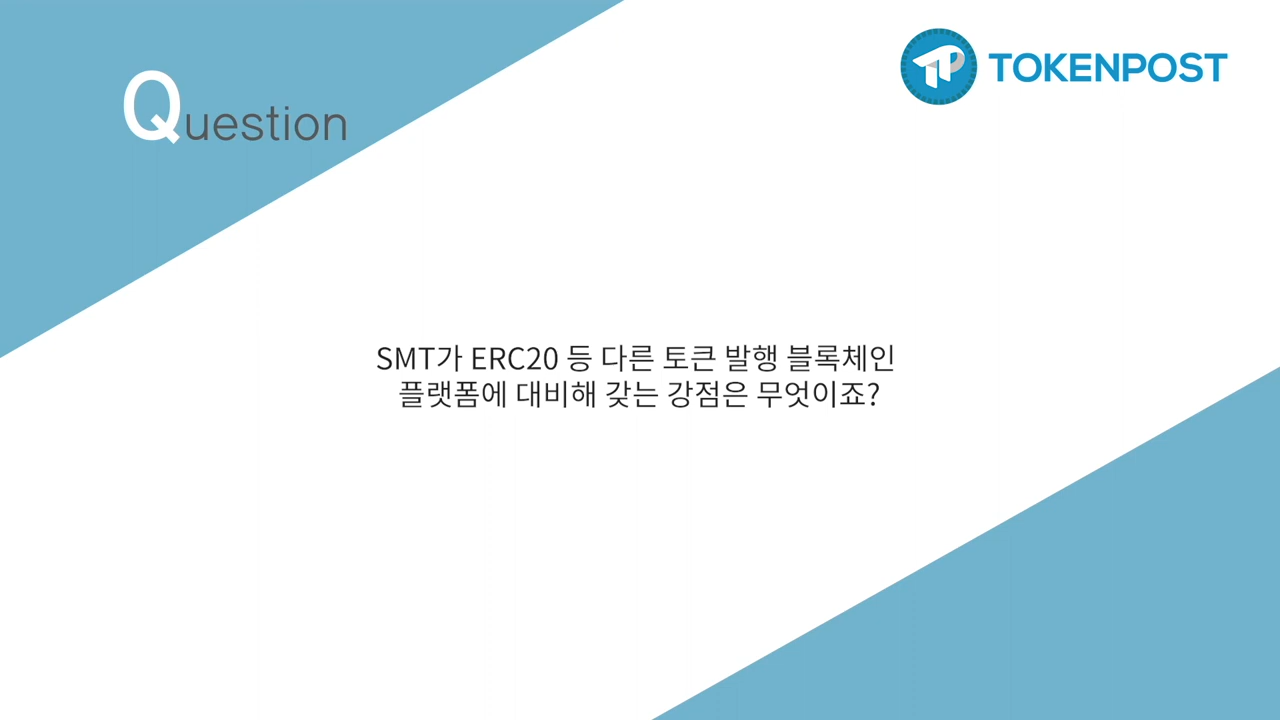 Question
TOKENPOST
SMT가 ERC20 등 다른 토큰 발행 블록체인
플랫폼에 대비해 갖는 강점은 무엇이죠?